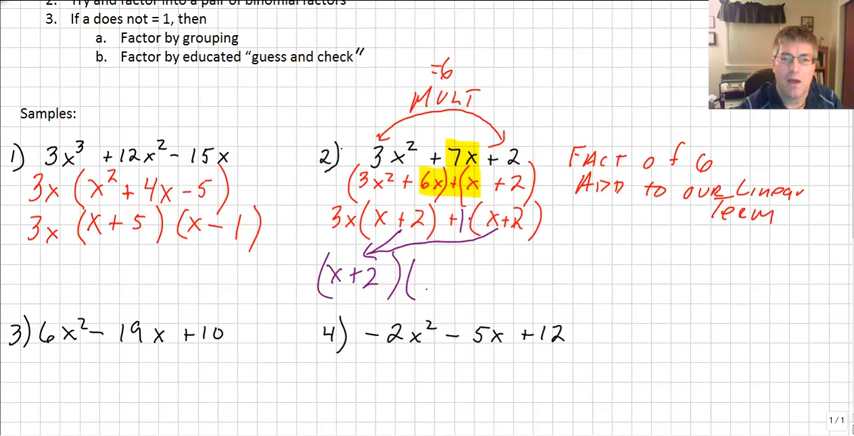 2. Try and factor into a pair of binomial factors
3. If a does not = 1, then
a. Factor by grouping
b. Factor by educated "guess and check"
Samples:
=6
MULT
1) 3x³ +12x² - 15x
3x (x² + 4x - 5)
3x (x + 5) (x - 1)
2) 3x² + 7x + 2
(3x² + 6x) + (x + 2)
3x(x + 2) + 1(x+2)
(x+2)(
FACT of 6
ADD to OUR Linear
Term
3) 6x² - 19x + 10
4) -2x² - 5x + 12
1/1